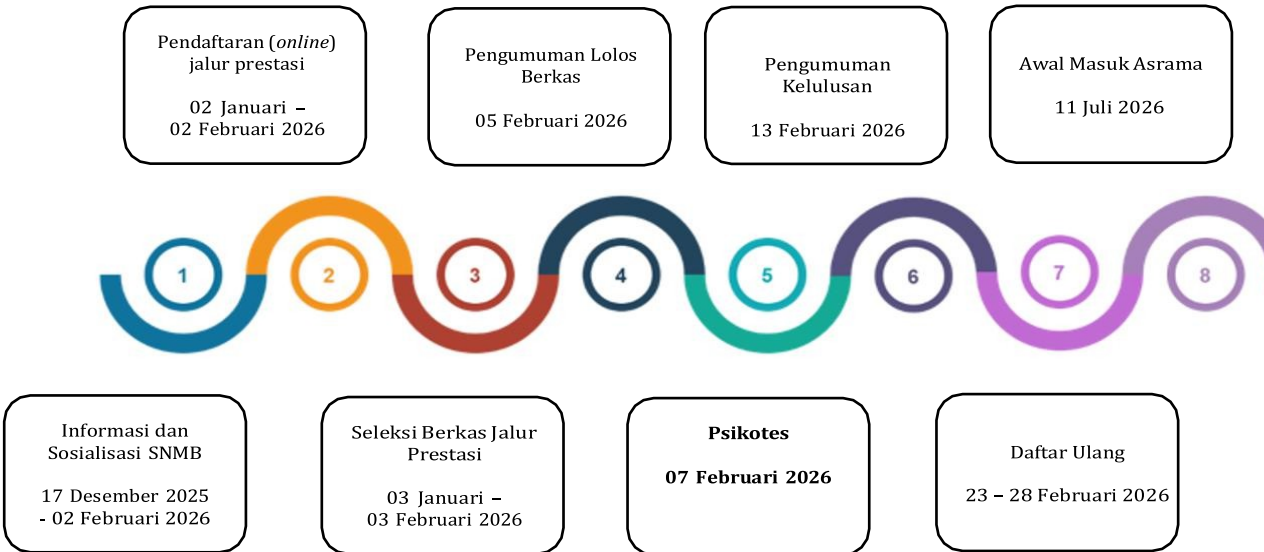 Pendaftaran (online)
jalur prestasi
02 Januari –
02 Februari 2026
Pengumuman Lolos
Berkas
05 Februari 2026
Pengumuman
Kelulusan
13 Februari 2026
Awal Masuk Asrama
11 Juli 2026
1
2
3
4
5
6
7
8
Informasi dan
Sosialisasi SNMB
17 Desember 2025
- 02 Februari 2026
Seleksi Berkas Jalur
Prestasi
03 Januari –
03 Februari 2026
Psikotes
07 Februari 2026
Daftar Ulang
23 – 28 Februari 2026